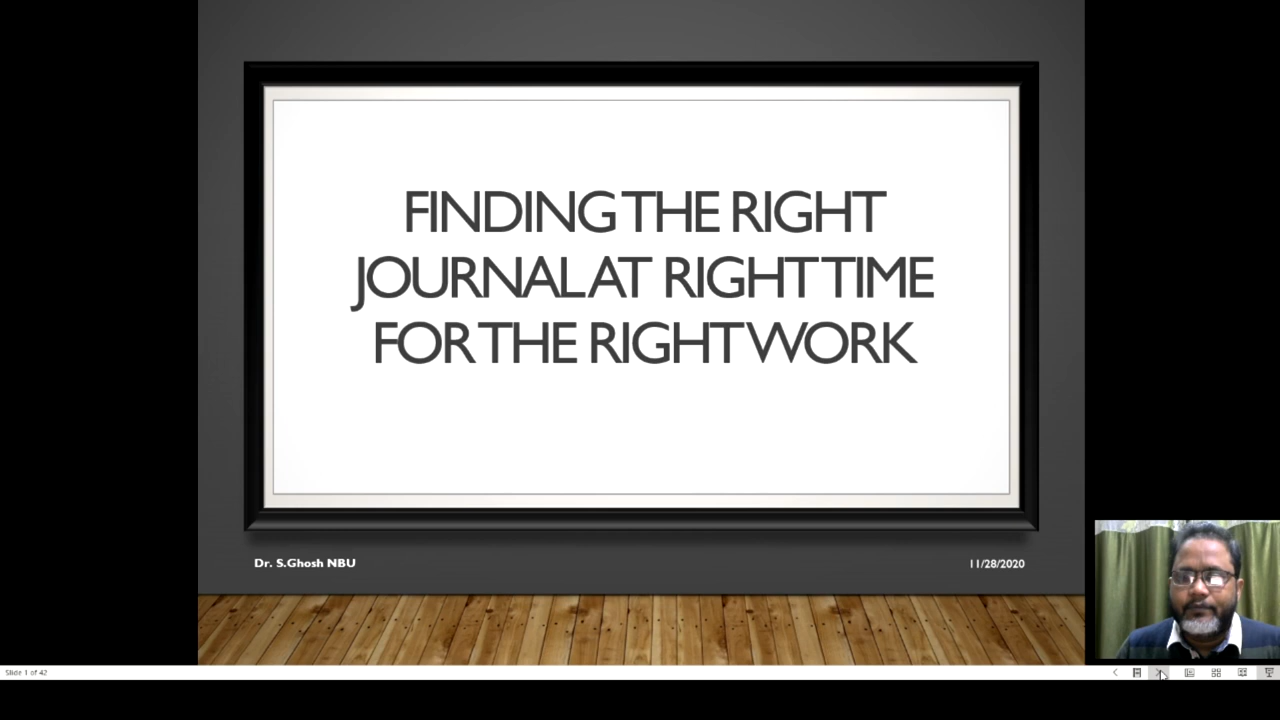 FINDING THE RIGHT
JOURNAL AT RIGHT TIME
FOR THE RIGHT WORK
Dr. S.Ghosh NBU
11/28/2020
Slide 1 of 42